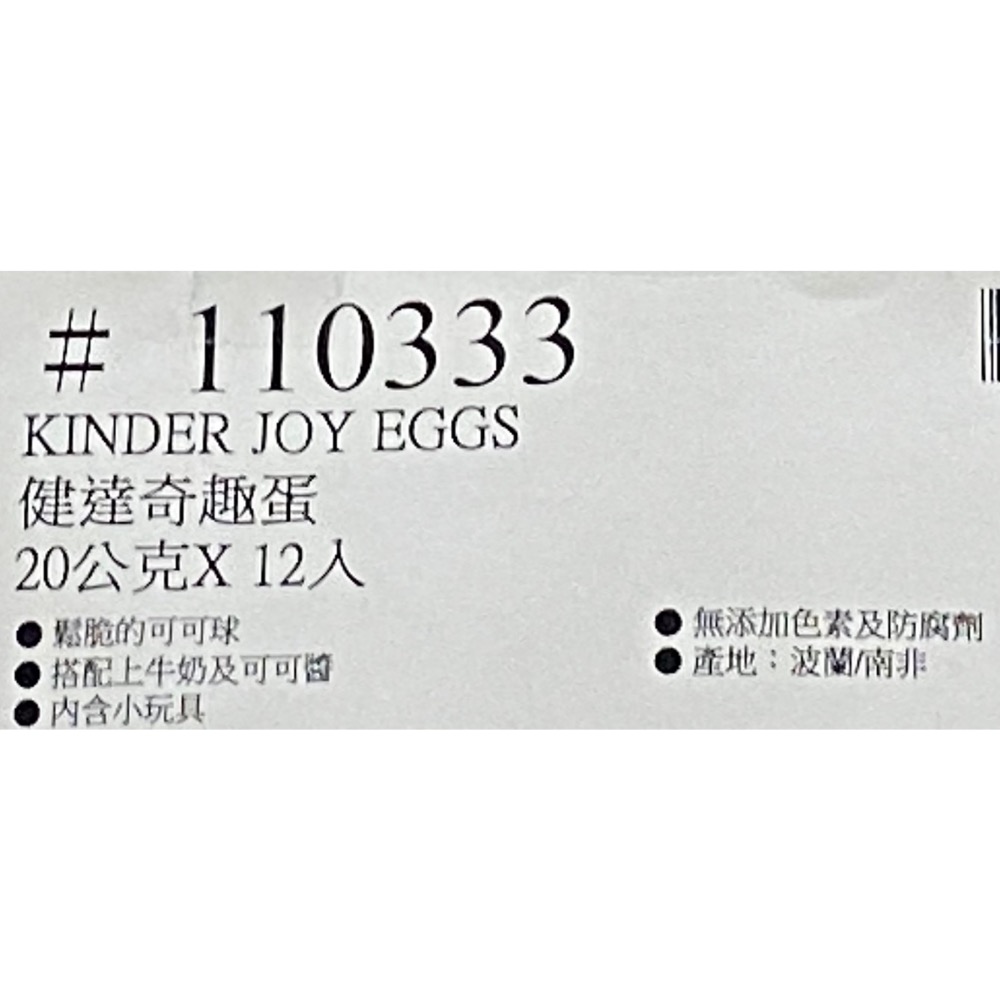 # 110333
KINDER JOY EGGS
健達奇趣蛋
20公克X 12入
● 鬆脆的可可球
● 搭配上牛奶及可可醬
● 內含小玩具
● 無添加色素及防腐劑
● 產地：波蘭/南非